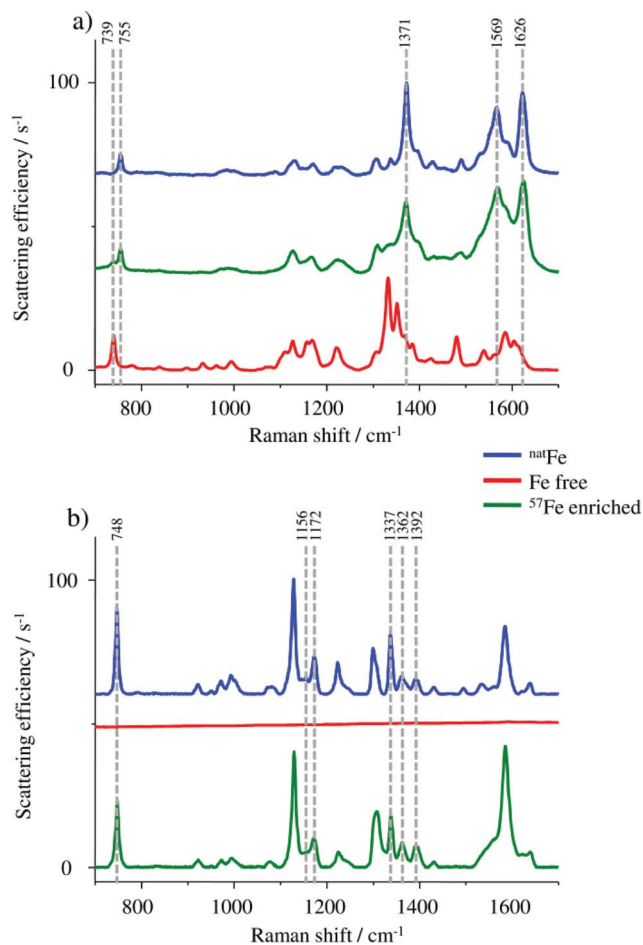 a)
739
755
1371
1569
1626
100
0
Scattering efficiency / s⁻¹
800
1000
1200
1400
1600
Raman shift / cm⁻¹
ⁿᵃᵗFe
Fe free
⁵⁷Fe enriched
b)
748
1156
1172
1337
1362
1392
100
0
Scattering efficiency / s⁻¹
800
1000
1200
1400
1600
Raman shift / cm⁻¹